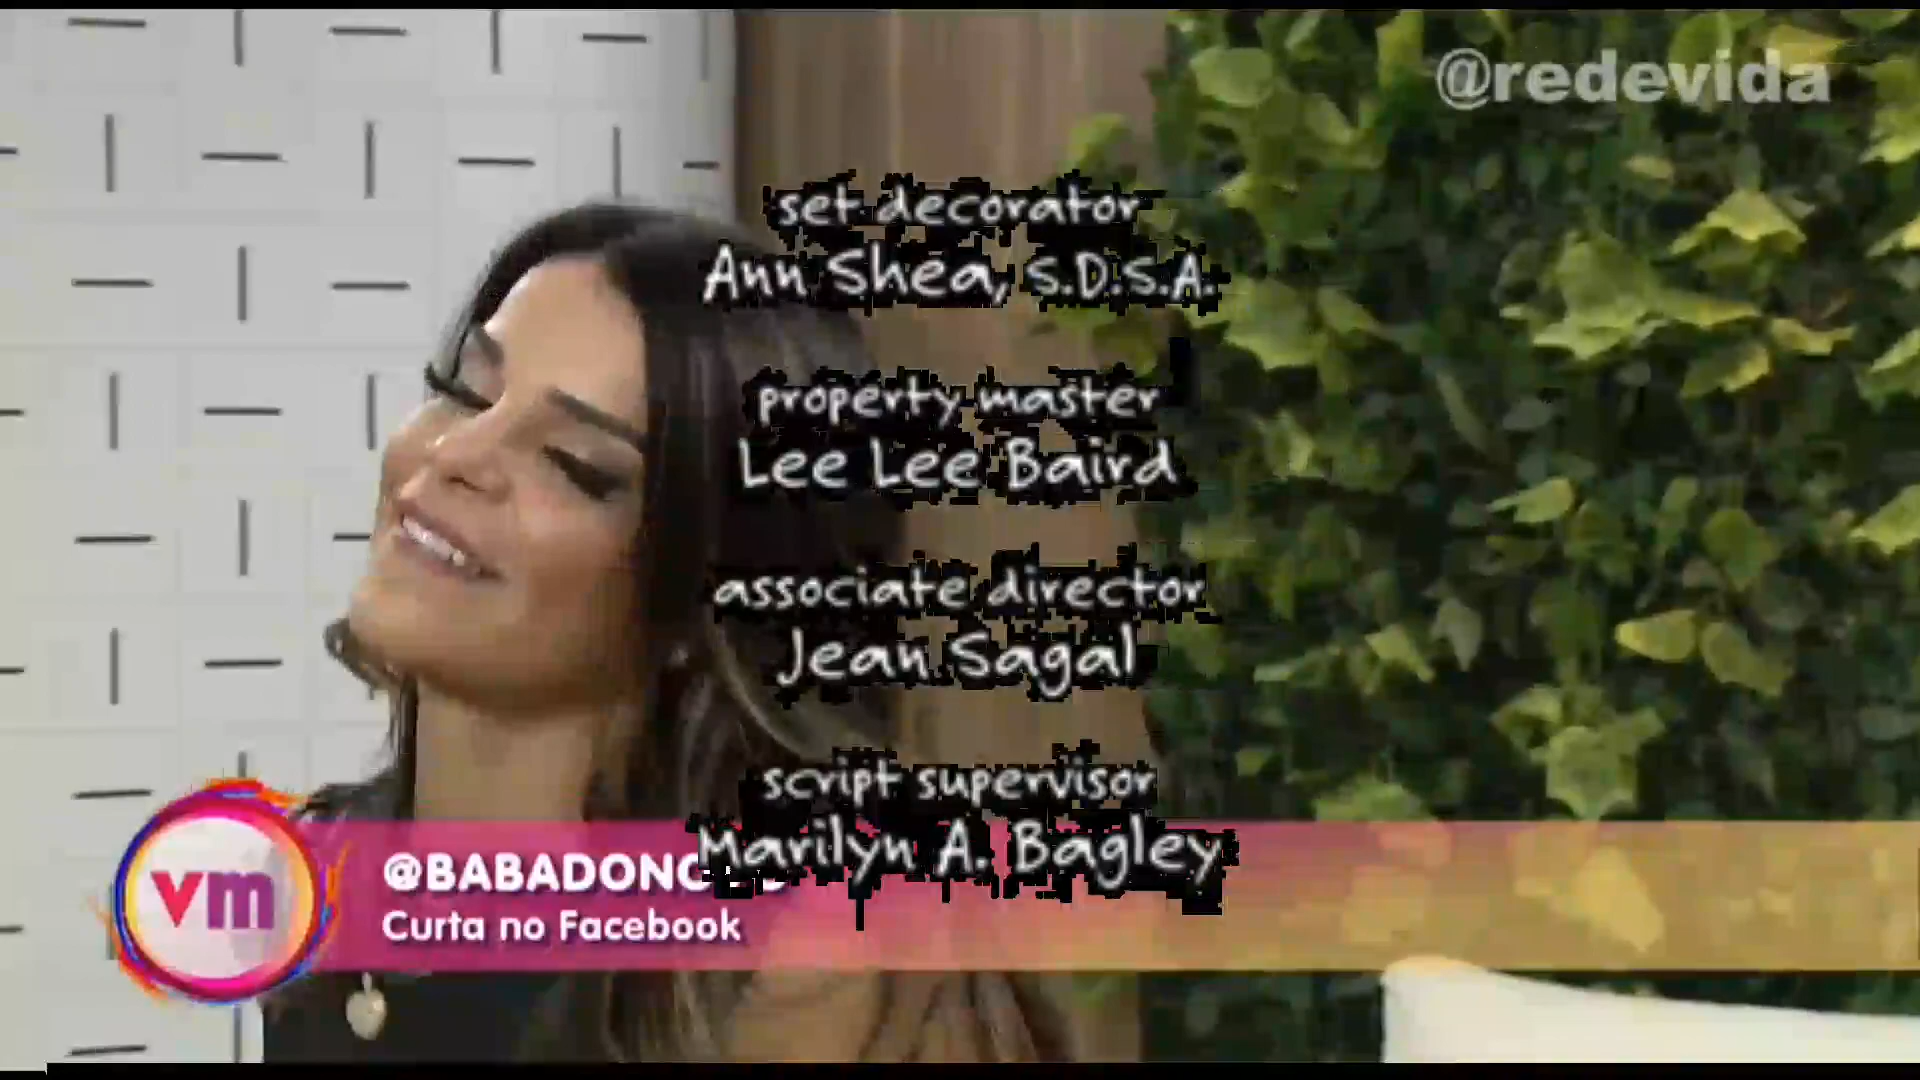 @redevida
set decorator
Ann Shea, S.D.S.A.
property master
Lee Lee Baird
associate director
Jean Sagal
script supervisor
Marilyn A. Bagley
vm
Curta no Facebook